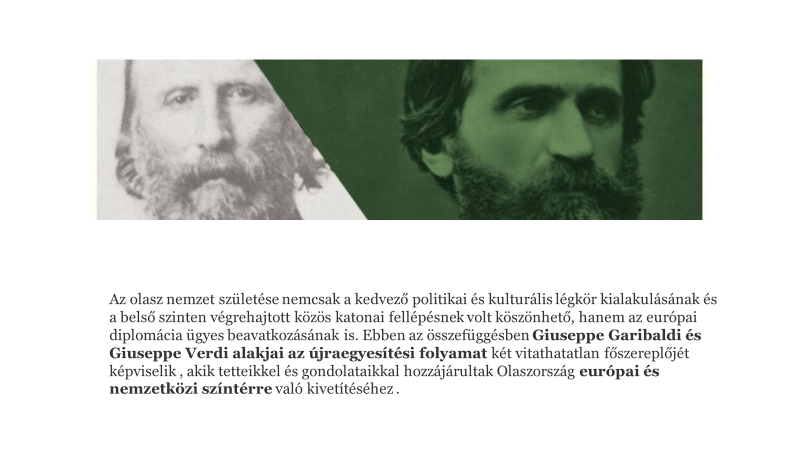 Az olasz nemzet születése nemcsak a kedvező politikai és kulturális légkör kialakulásának és
a belső szinten végrehajtott közös katonai fellépésnek volt köszönhető, hanem az európai
diplomácia ügyes beavatkozásának is. Ebben az összefüggésben Giuseppe Garibaldi és
Giuseppe Verdi alakjai az újraegyesítési folyamat két vitathatatlan főszereplőjét
képviselik , akik tetteikkel és gondolataikkal hozzájárultak Olaszország európai és
nemzetközi színtérre való kivetítéséhez .